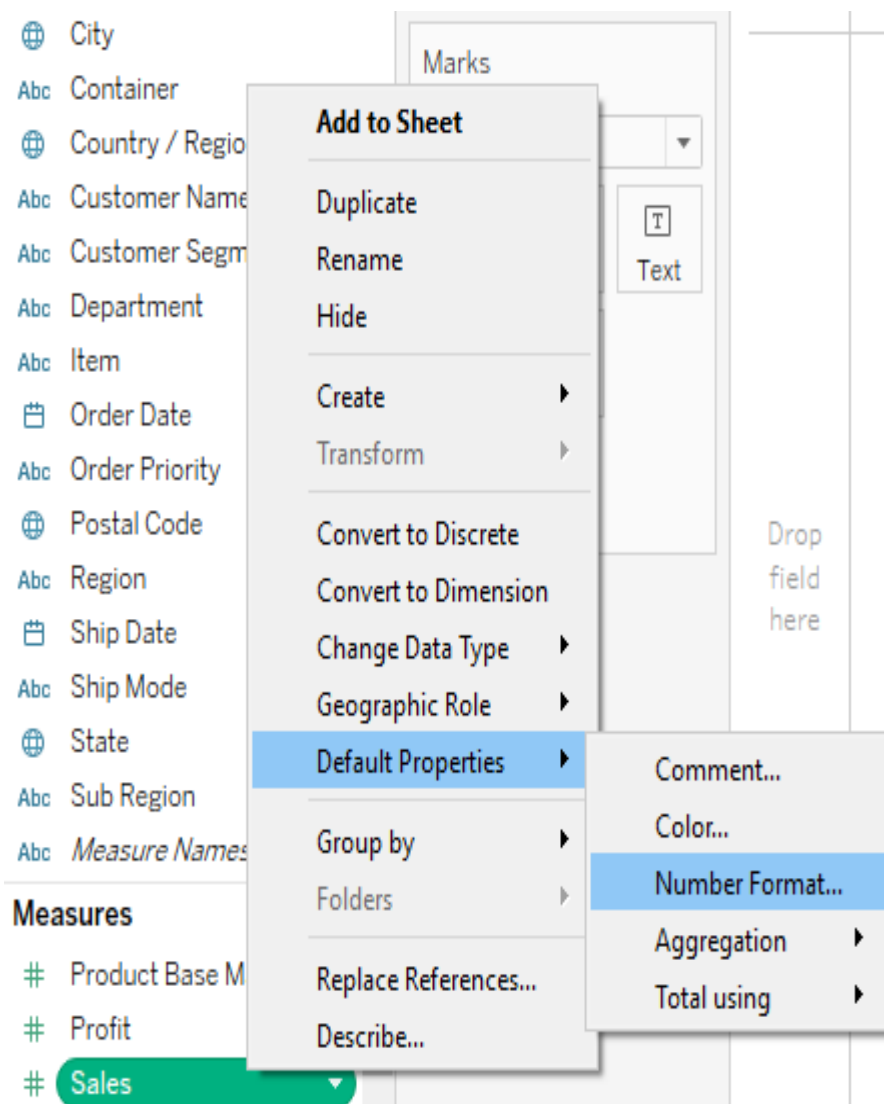 City
Abc Container
Country / Regio
Abc Customer Name
Abc Customer Segm
Abc Department
Abc Item
Order Date
Abc Order Priority
Postal Code
Abc Region
Ship Date
Abc Ship Mode
State
Abc Sub Region
Abc Measure Names
Measures
# Product Base M
# Profit
# Sales
Marks
T
Text
Add to Sheet
Duplicate
Rename
Hide
Create
Transform
Convert to Discrete
Convert to Dimension
Change Data Type
Geographic Role
Default Properties
Group by
Folders
Replace References...
Describe...
Comment...
Color...
Number Format...
Aggregation
Total using
Drop
field
here